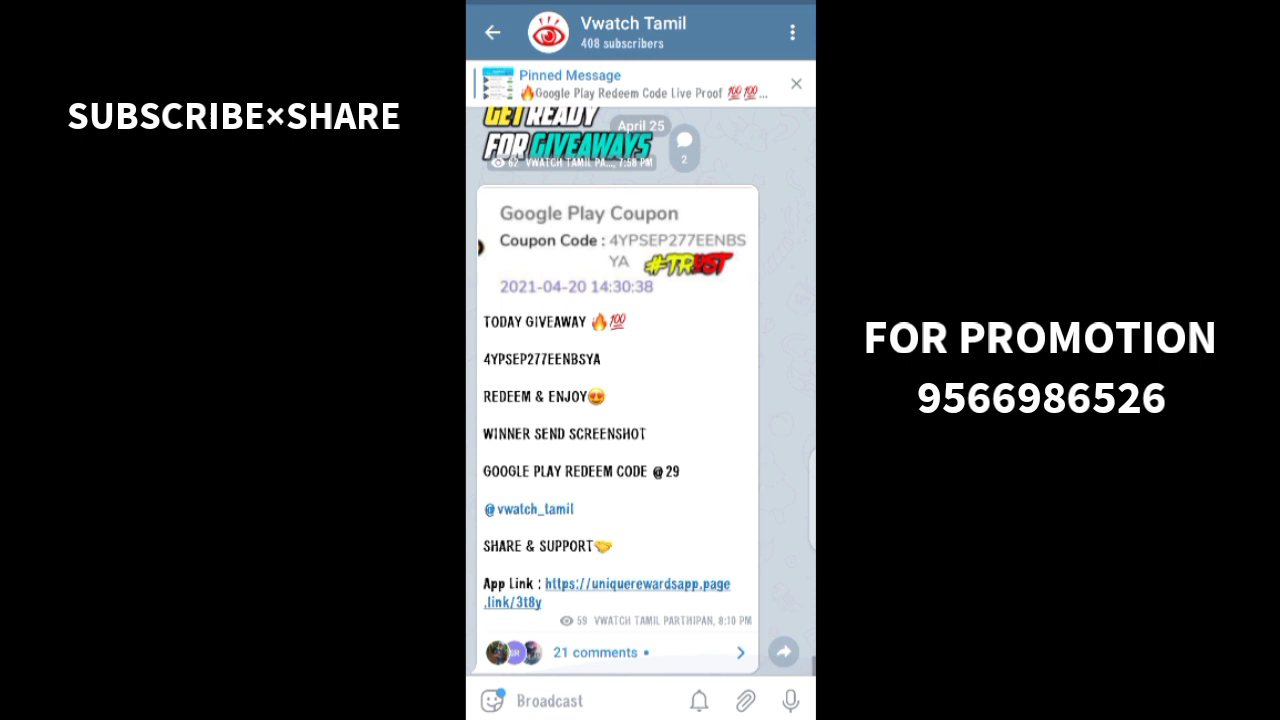 Vwatch Tamil
408 subscribers
SUBSCRIBE×SHARE
Pinned Message
🔥Google Play Redeem Code Live Proof 💯💯...
GET READY
April 25
FOR GIVEAWAYS
62 VWATCH TAMIL PA..., 7:58 PM
2
Google Play Coupon
Coupon Code : 4YPSEP277EENBS
YA #TRUST
2021-04-20 14:30:38
TODAY GIVEAWAY 🔥💯
4YPSEP277EENBSYA
REDEEM & ENJOY😍
WINNER SEND SCREENSHOT
GOOGLE PLAY REDEEM CODE @ 29
@vwatch_tamil
SHARE & SUPPORT🤝
App Link : https://uniquerewardsapp.page
.link/3t8y
59 VWATCH TAMIL PARTHIPAN, 8:10 PM
21 comments •
Broadcast
FOR PROMOTION
9566986526